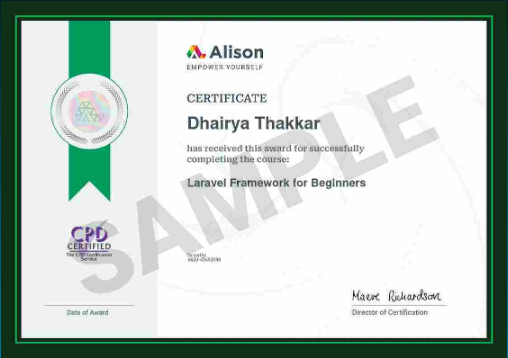 Alison
EMPOWER YOURSELF
CERTIFICATE
Dhairya Thakkar
has received this award for successfully
completing the course:
Laravel Framework for Beginners
SAMPLE
CPD
CERTIFIED
The CPD Certification
Service
Maeve Richardson
Date of Award
Director of Certification